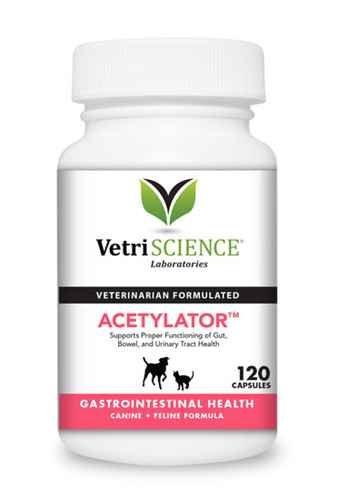 VetriSCIENCE®
Laboratories
VETERINARIAN FORMULATED
ACETYLATOR™
Supports Proper Functioning of Gut,
Bowel, and Urinary Tract Health
120
CAPSULES
GASTROINTESTINAL HEALTH
CANINE + FELINE FORMULA